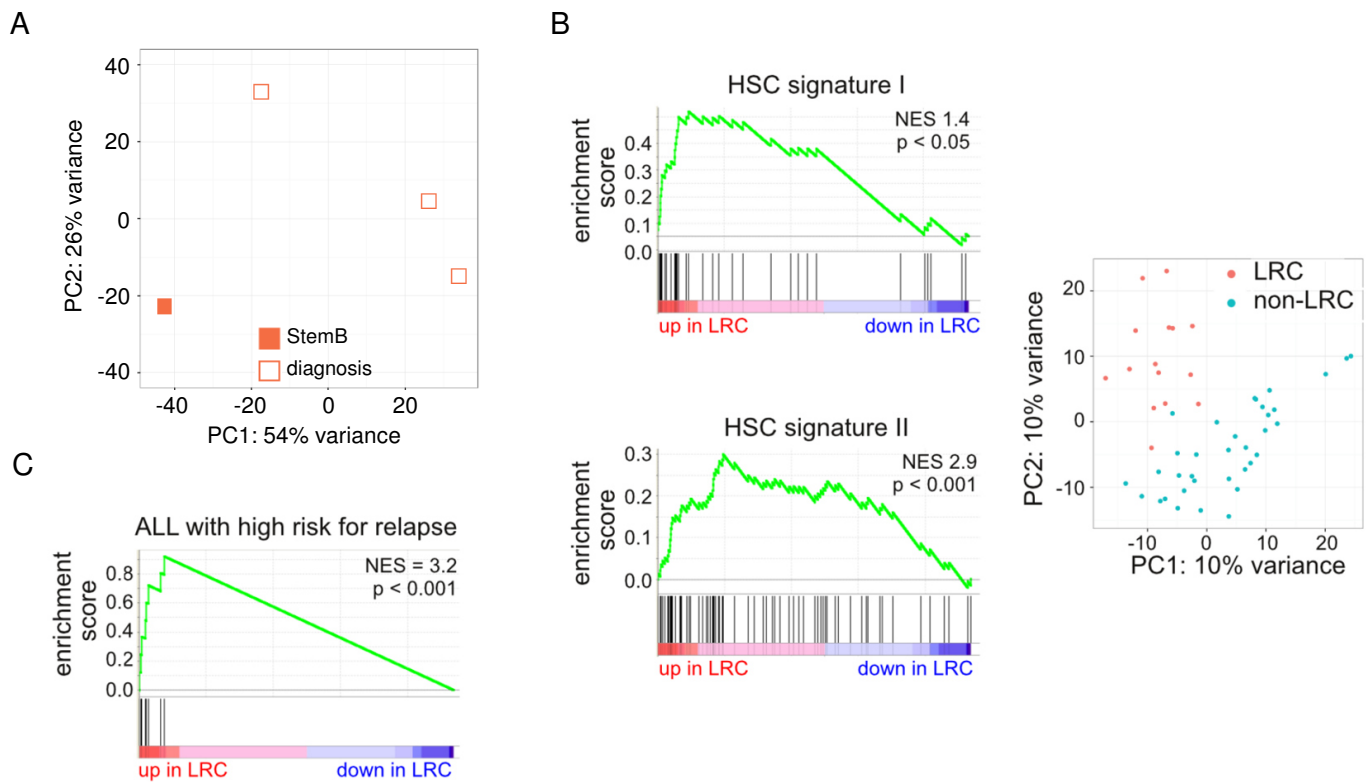 A
40
20
0
-20
-40
PC2: 26% variance
StemB
diagnosis
-40
-20
0
20
PC1: 54% variance
B
HSC signature I
NES 1.4
p < 0.05
enrichment
score
0.4
0.3
0.2
0.1
0.0
up in LRC
down in LRC
HSC signature II
NES 2.9
p < 0.001
enrichment
score
0.3
0.2
0.1
0.0
up in LRC
down in LRC
LRC
non-LRC
20
10
0
-10
PC2: 10% variance
-10
0
10
20
PC1: 10% variance
C
ALL with high risk for relapse
NES = 3.2
p < 0.001
enrichment
score
0.8
0.6
0.4
0.2
0.0
up in LRC
down in LRC